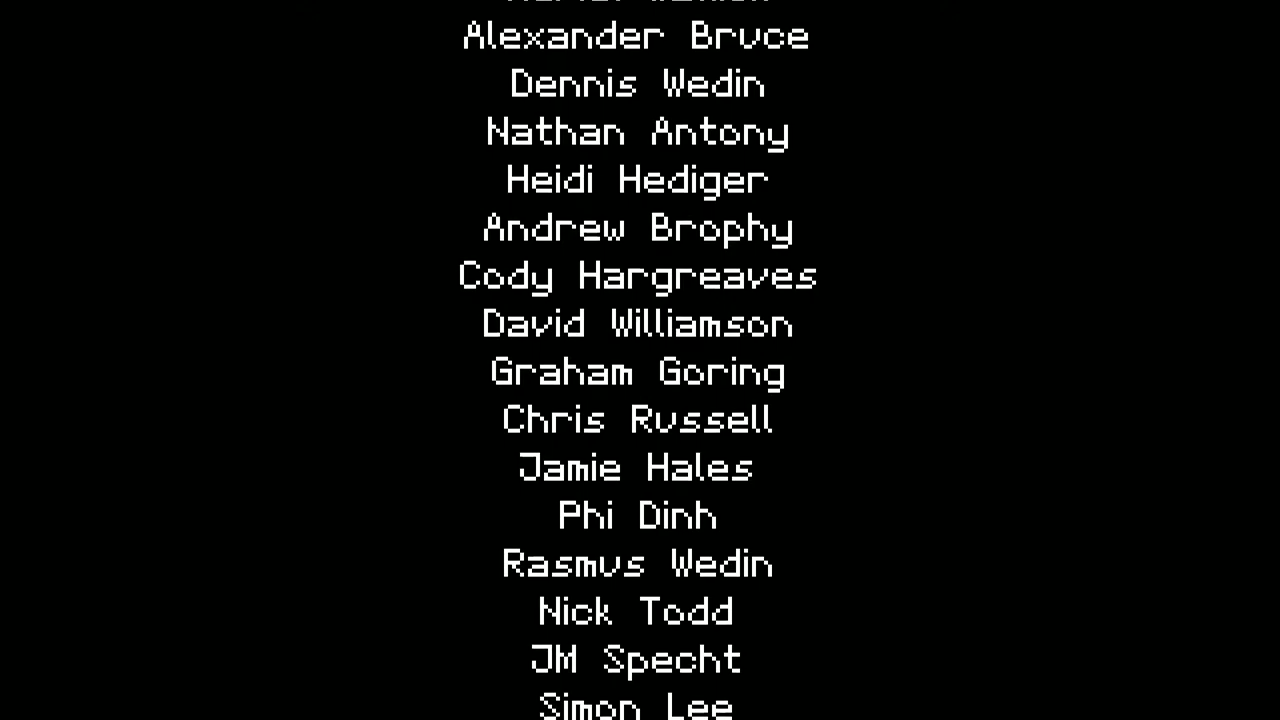 Alexander Bruce
Dennis Wedin
Nathan Antony
Heidi Hediger
Andrew Brophy
Cody Hargreaves
David Williamson
Graham Goring
Chris Russell
Jamie Hales
Phi Dinh
Rasmus Wedin
Nick Todd
JM Specht
Simon Lee